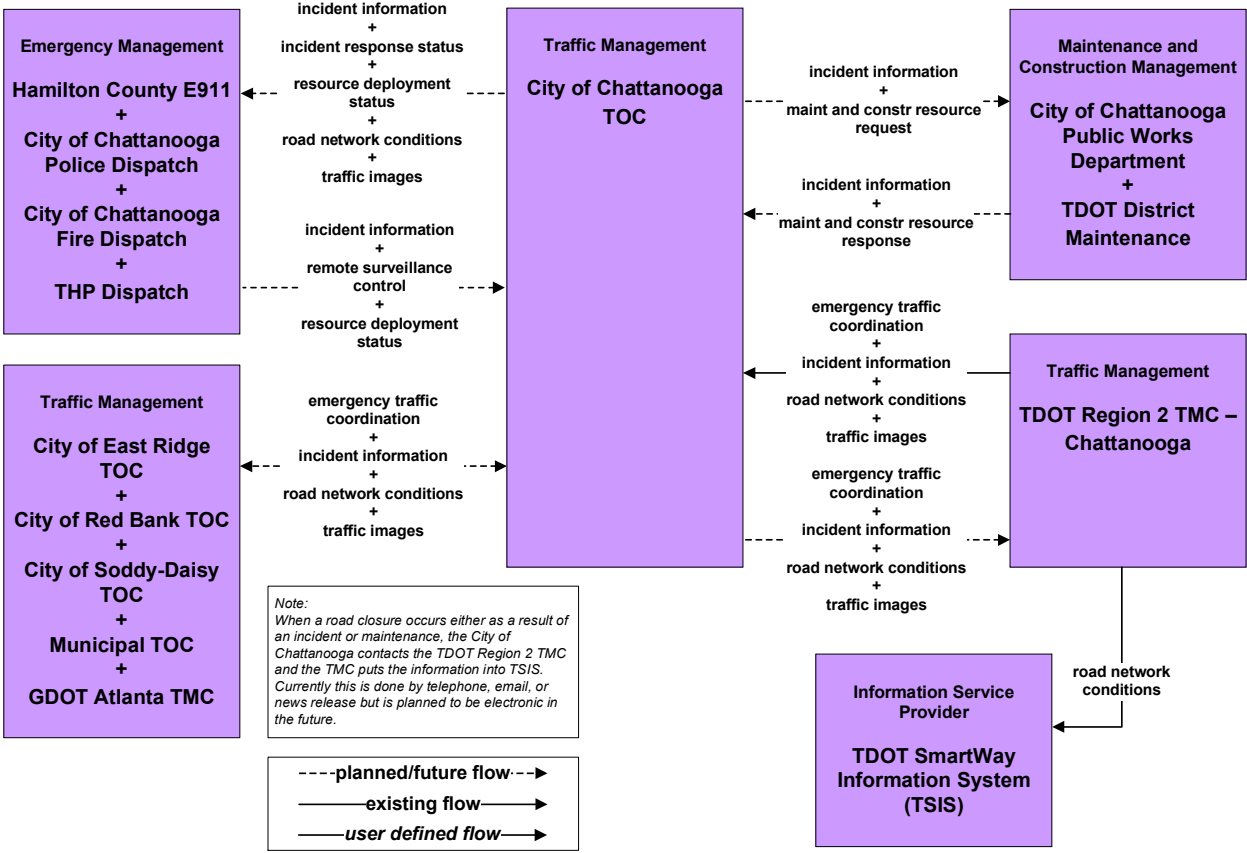 Emergency Management
Hamilton County E911
+
City of Chattanooga
Police Dispatch
+
City of Chattanooga
Fire Dispatch
+
THP Dispatch
incident information
+
incident response status
+
resource deployment
status
+
road network conditions
+
traffic images
incident information
+
remote surveillance
control
+
resource deployment
status
Traffic Management
City of Chattanooga
TOC
incident information
+
maint and constr resource
request
incident information
+
maint and constr resource
response
Maintenance and
Construction Management
City of Chattanooga
Public Works
Department
+
TDOT District
Maintenance
Traffic Management
City of East Ridge
TOC
+
City of Red Bank TOC
+
City of Soddy-Daisy
TOC
+
Municipal TOC
+
GDOT Atlanta TMC
emergency traffic
coordination
+
incident information
+
road network conditions
+
traffic images
emergency traffic
coordination
+
incident information
+
road network conditions
+
traffic images
emergency traffic
coordination
+
incident information
+
road network conditions
+
traffic images
Traffic Management
TDOT Region 2 TMC –
Chattanooga
Note:
When a road closure occurs either as a result of
an incident or maintenance, the City of
Chattanooga contacts the TDOT Region 2 TMC
and the TMC puts the information into TSIS.
Currently this is done by telephone, email, or
news release but is planned to be electronic in
the future.
planned/future flow
existing flow
user defined flow
Information Service
Provider
TDOT SmartWay
Information System
(TSIS)
road network
conditions